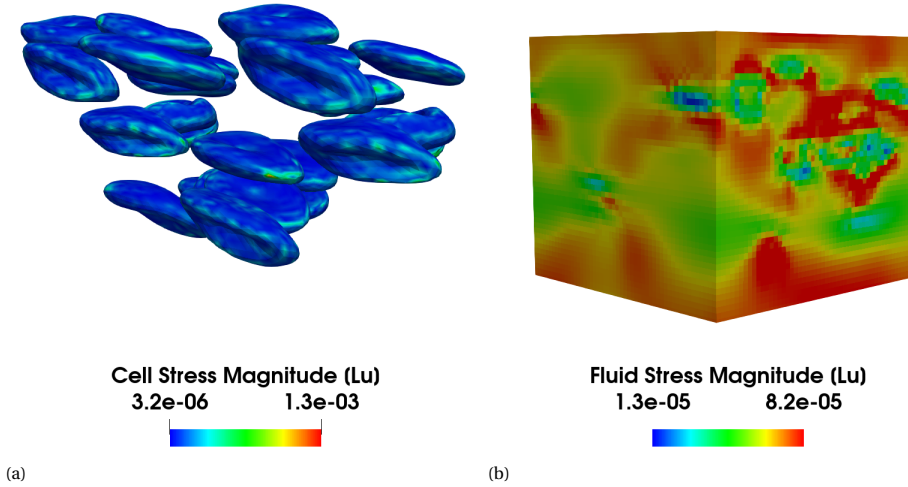 Cell Stress Magnitude (Lu)
3.2e-06 1.3e-03
Fluid Stress Magnitude (Lu)
1.3e-05 8.2e-05
(a)
(b)